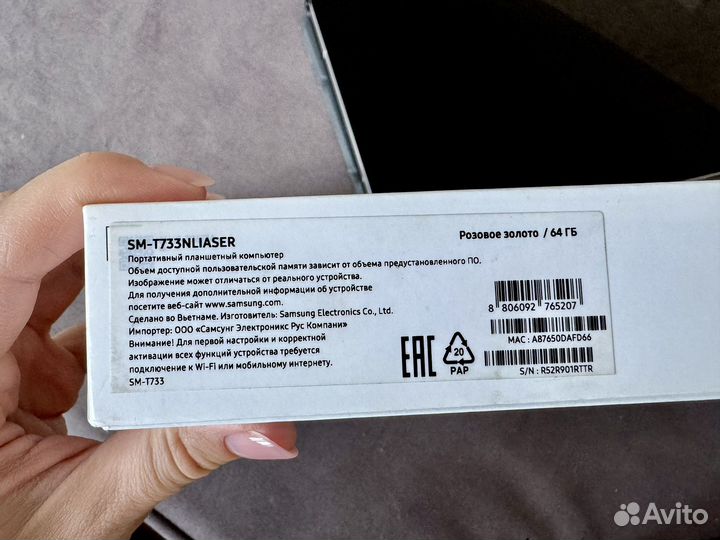 SM-T733NLIASER
Розовое золото / 64 ГБ
Портативный планшетный компьютер
Объем доступной пользовательской памяти зависит от объема предустановленного ПО.
Изображение может отличаться от реального устройства.
Для получения дополнительной информации об устройстве
посетите веб-сайт www.samsung.com.
Сделано во Вьетнаме. Изготовитель: Samsung Electronics Co., Ltd.
Импортер: ООО «Самсунг Электроникс Рус Компани»
Внимание! Для первой настройки и корректной
активации всех функций устройства требуется
подключение к Wi-Fi или мобильному интернету.
SM-T733
EAC
20
PAP
8 806092 765207
MAC : A87650DAFD66
S/N : R52R901RTTR
Avito